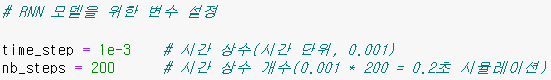 # RNN 모델을 위한 변수 설정
time_step = 1e-3 # 시간 상수(시간 단위, 0.001)
nb_steps = 200 # 시간 상수 개수(0.001 * 200 = 0.2초 시뮬레이션)